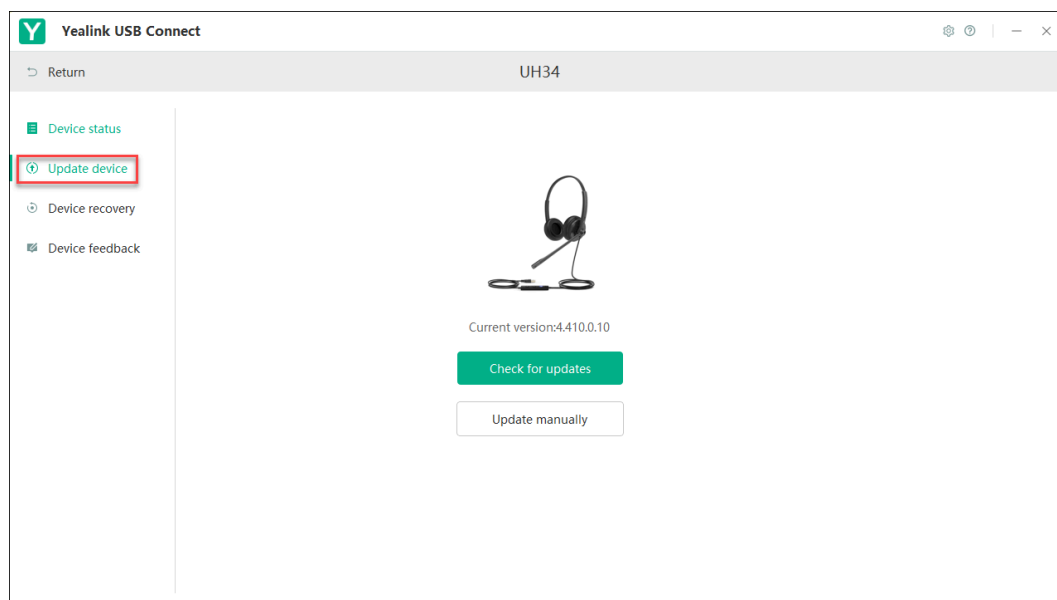 Y Yealink USB Connect
Return
UH34
Device status
Update device
Device recovery
Device feedback
Current version:4.410.0.10
Check for updates
Update manually